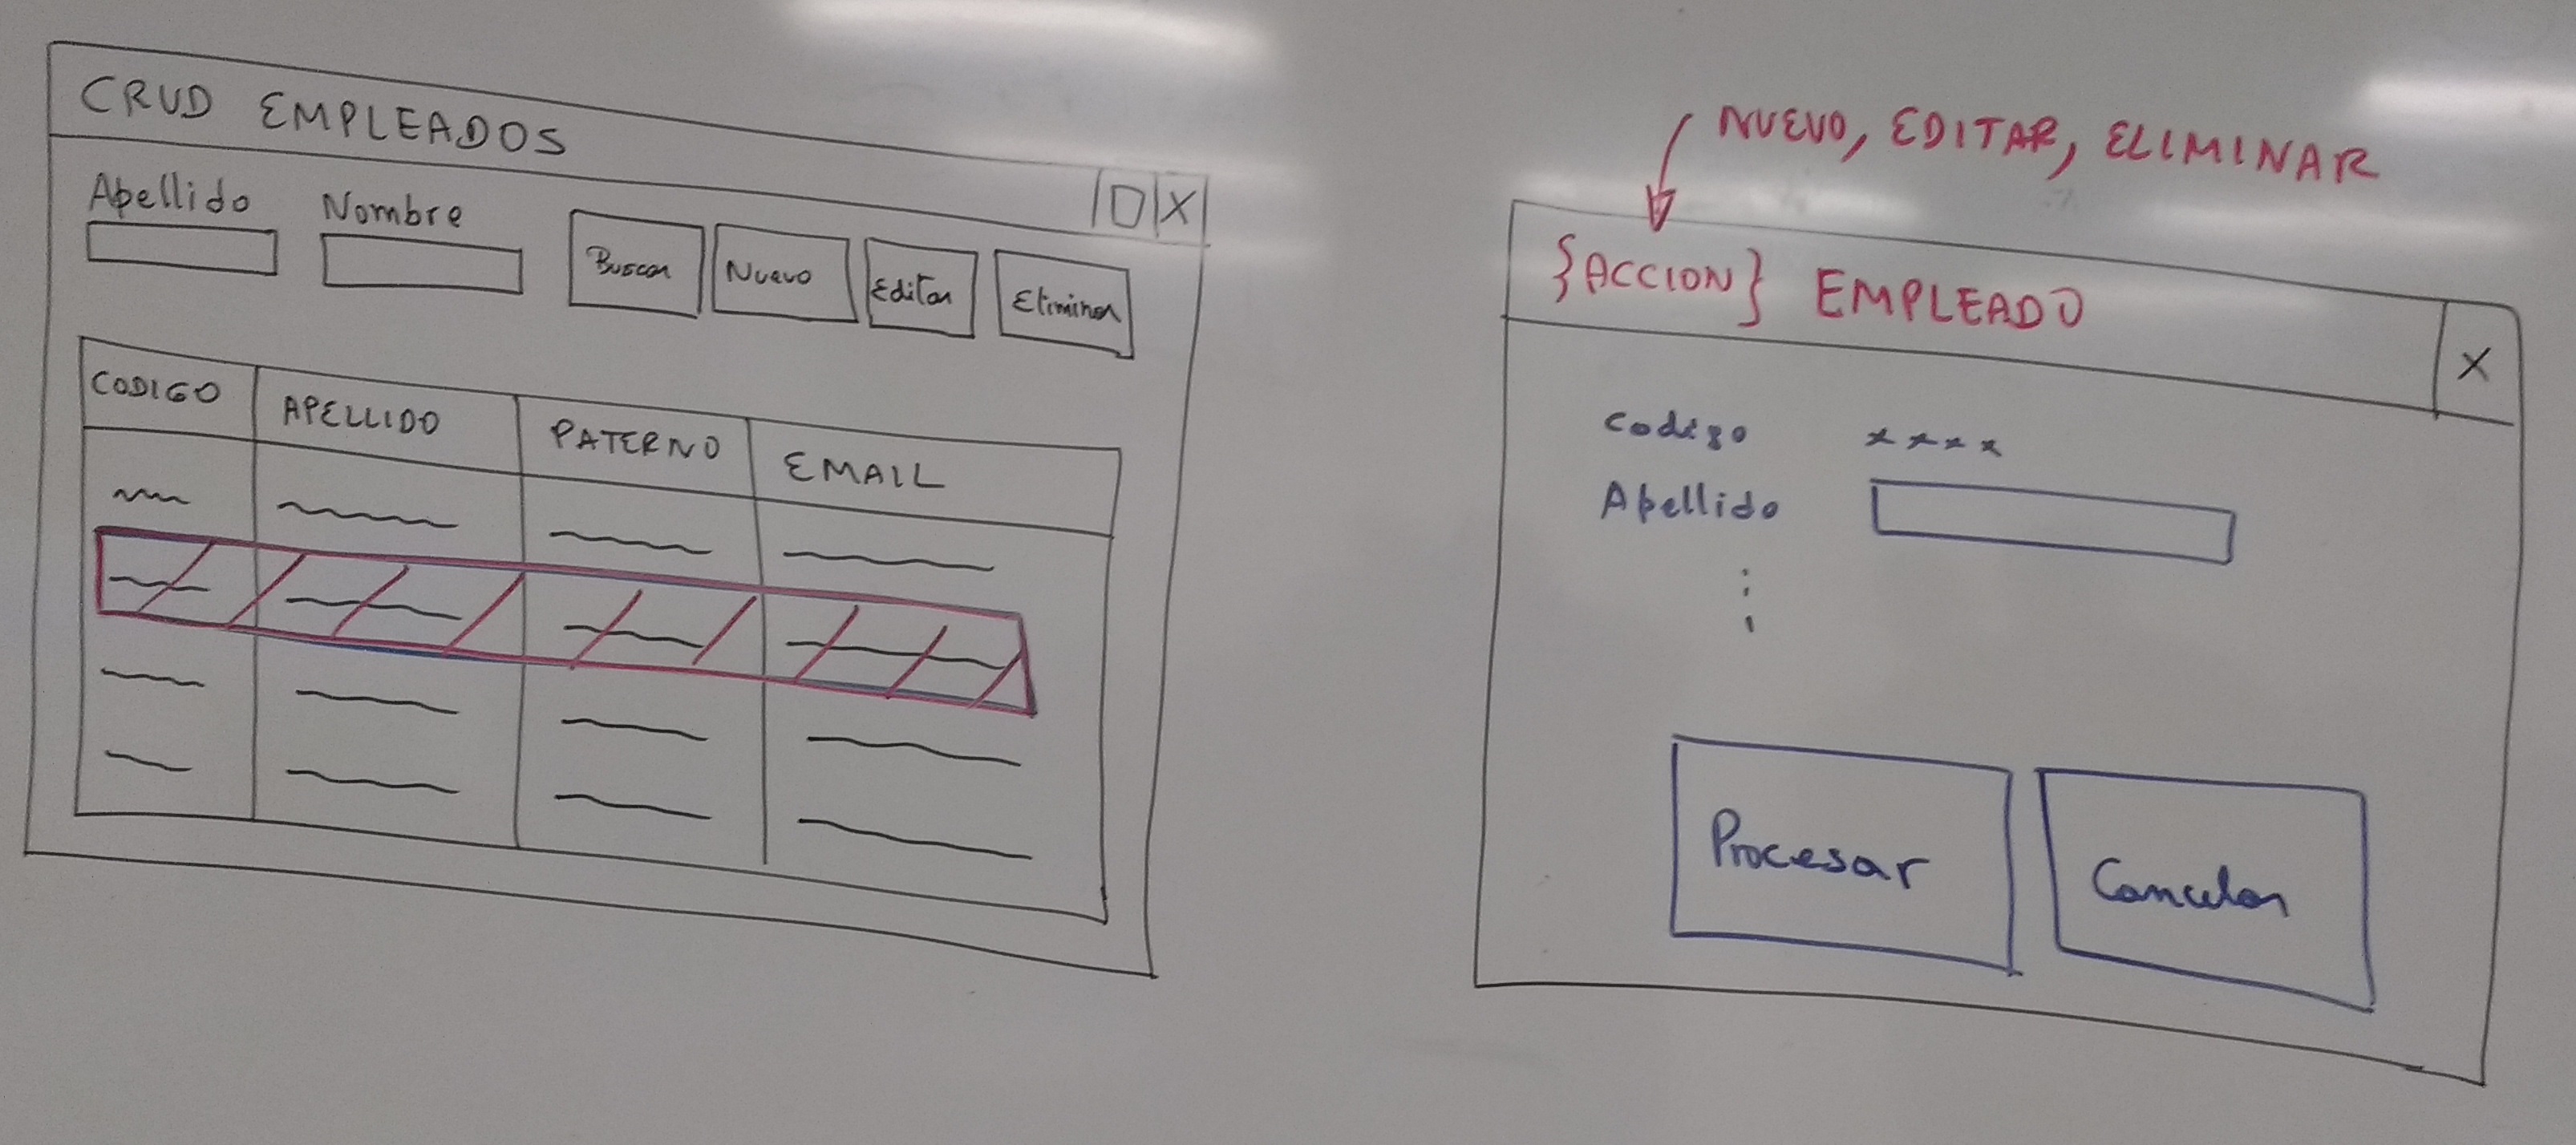 CRUD EMPLEADOS
X
Apellido Nombre
Buscar Nuevo Editar Eliminar
CODIGO APELLIDO PATERNO EMAIL
NUEVO, EDITAR, ELIMINAR
{ACCION} EMPLEADO
X
Codigo ****
Apellido
Procesar Cancelar